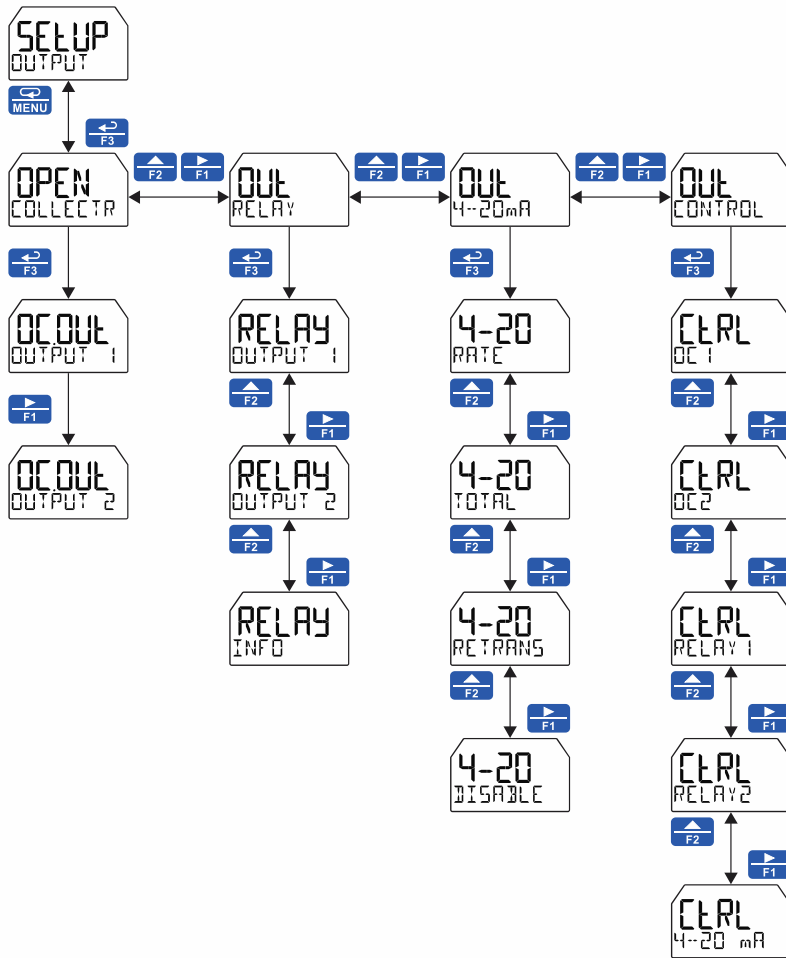 SEtUP
OUTPUT
MENU
F3
OPEN
COLLECTR
F2 F1
OUt
RELAY
F2 F1
OUt
4-20mA
F2 F1
OUt
CONTROL
F3
F3
F3
F3
OC.OUt
OUTPUT 1
RELAY
OUTPUT 1
4-20
RATE
CtRL
OC1
F1
F2
F1
F2
F1
F2
F1
OC.OUt
OUTPUT 2
RELAY
OUTPUT 2
4-20
TOTAL
CtRL
OC2
F2
F1
F2
F1
F2
F1
RELAY
INFO
4-20
RETRANS
CtRL
RELAY1
F2
F1
F2
F1
4-20
DISABLE
CtRL
RELAY2
F2
F1
CtRL
4-20 mA